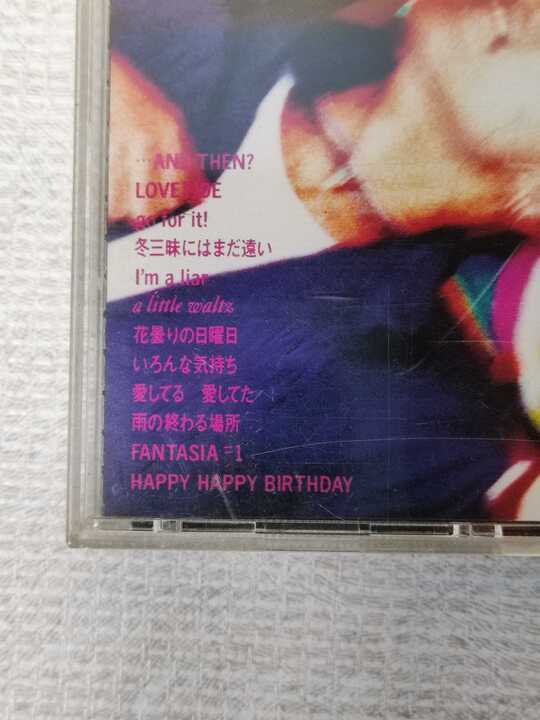 …AND THEN?
LOVE
go for it!
冬三昧にはまだ遠い
I'm a liar
a little waltz
花曇りの日曜日
いろんな気持ち
愛してる 愛してた
雨の終わる場所
FANTASIA =1
HAPPY HAPPY BIRTHDAY